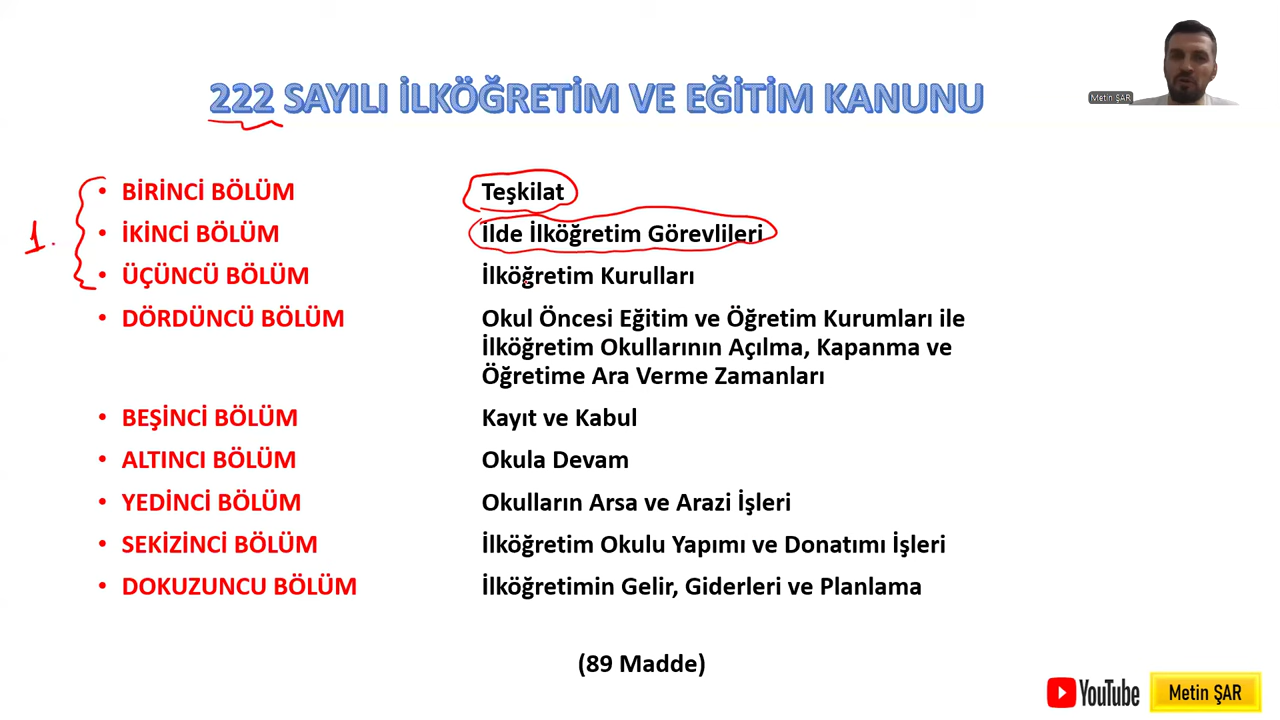 Metin ŞAR
222 SAYILI İLKÖĞRETİM VE EĞİTİM KANUNU
1.
• BİRİNCİ BÖLÜM Teşkilat
• İKİNCİ BÖLÜM İlde İlköğretim Görevlileri
• ÜÇÜNCÜ BÖLÜM İlköğretim Kurulları
• DÖRDÜNCÜ BÖLÜM Okul Öncesi Eğitim ve Öğretim Kurumları ile
İlköğretim Okullarının Açılma, Kapanma ve
Öğretime Ara Verme Zamanları
• BEŞİNCİ BÖLÜM Kayıt ve Kabul
• ALTINCI BÖLÜM Okula Devam
• YEDİNCİ BÖLÜM Okulların Arsa ve Arazi İşleri
• SEKİZİNCİ BÖLÜM İlköğretim Okulu Yapımı ve Donatımı İşleri
• DOKUZUNCU BÖLÜM İlköğretimin Gelir, Giderleri ve Planlama
(89 Madde)
YouTube Metin ŞAR